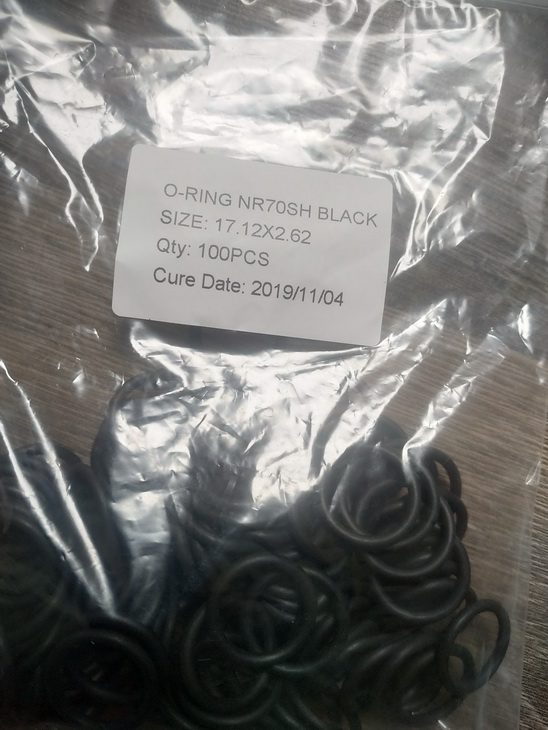 O-RING NR70SH BLACK
SIZE: 17.12X2.62
Qty: 100PCS
Cure Date: 2019/11/04